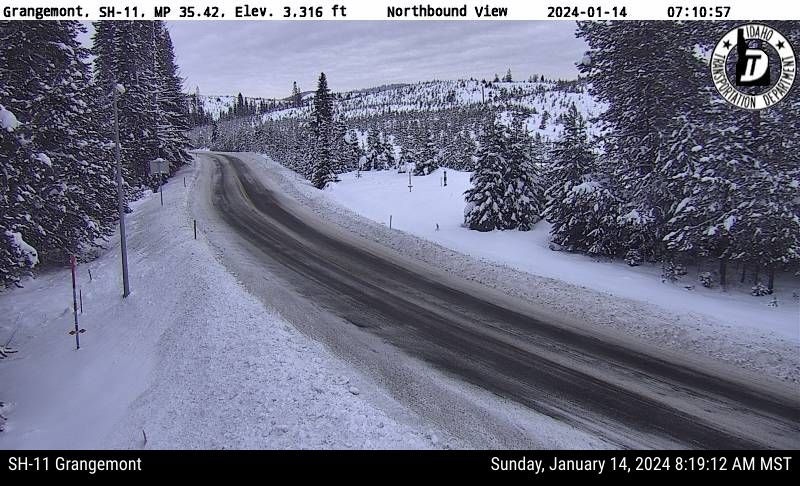 Grangemont, SH-11, MP 35.42, Elev. 3,316 ft Northbound View 2024-01-14 07:10:57
IDAHO
TRANSPORTATION DEPARTMENT
SH-11 Grangemont Sunday, January 14, 2024 8:19:12 AM MST